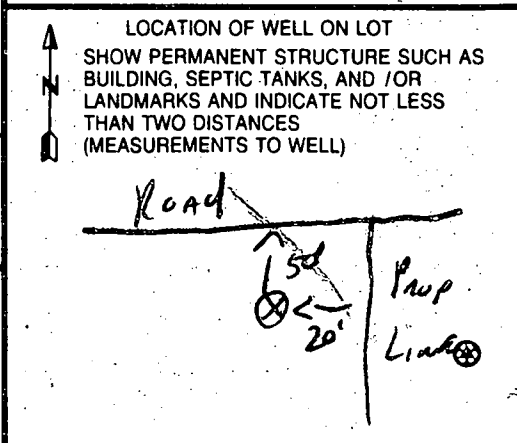 LOCATION OF WELL ON LOT
SHOW PERMANENT STRUCTURE SUCH AS
BUILDING, SEPTIC TANKS, AND /OR
LANDMARKS AND INDICATE NOT LESS
THAN TWO DISTANCES
(MEASUREMENTS TO WELL)
N
Road
50'
20'
Prop
Line